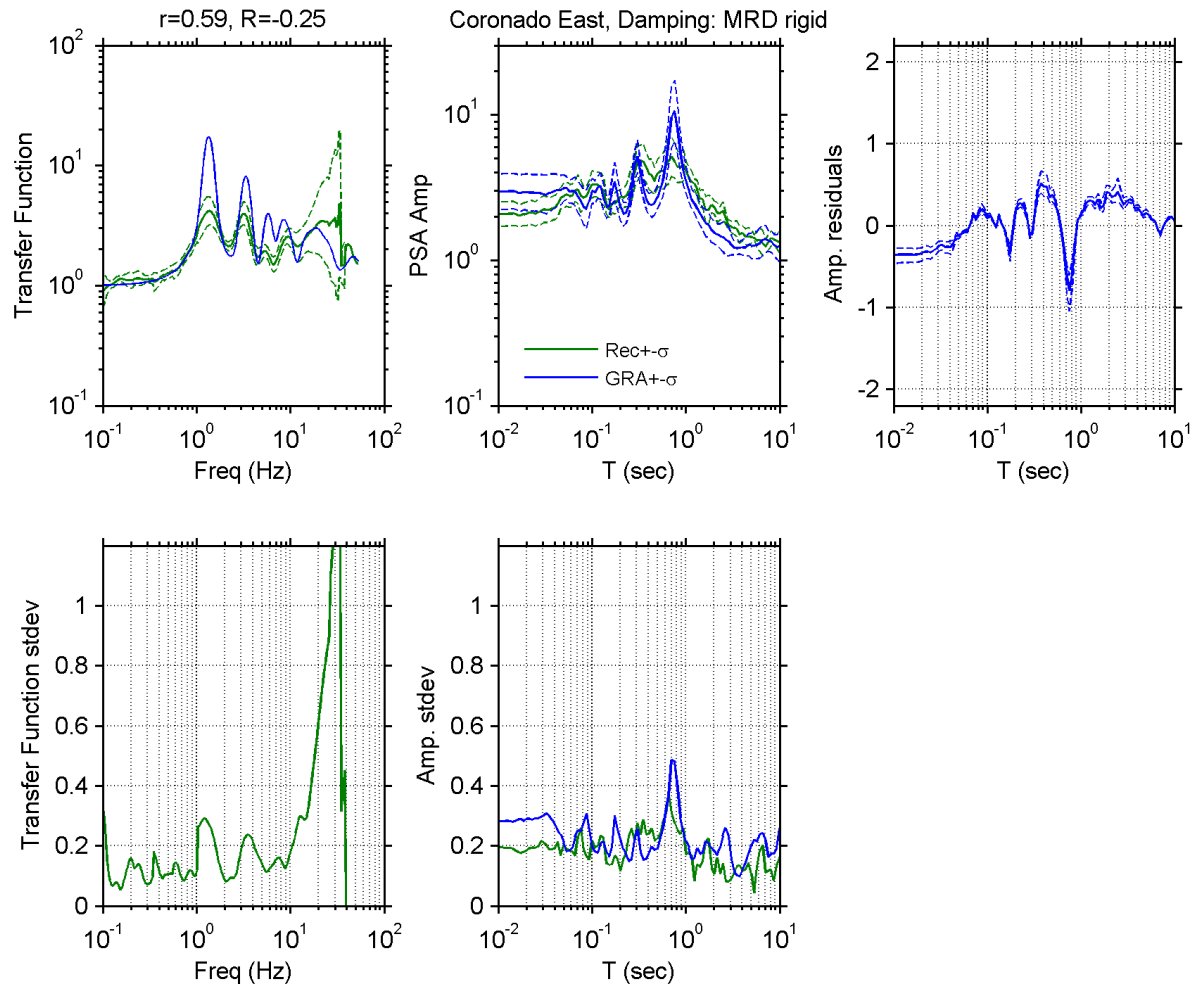 r=0.59, R=-0.25
Coronado East, Damping: MRD rigid
10^2
10^1
10^0
10^-1
Transfer Function
10^-1 10^0 10^1 10^2
Freq (Hz)
10^1
10^0
10^-1
PSA Amp
Rec+-σ
GRA+-σ
10^-2 10^-1 10^0 10^1
T (sec)
2
1
0
-1
-2
Amp. residuals
10^-2 10^-1 10^0 10^1
T (sec)
1
0.8
0.6
0.4
0.2
0
Transfer Function stdev
10^-1 10^0 10^1 10^2
Freq (Hz)
1
0.8
0.6
0.4
0.2
0
Amp. stdev
10^-2 10^-1 10^0 10^1
T (sec)